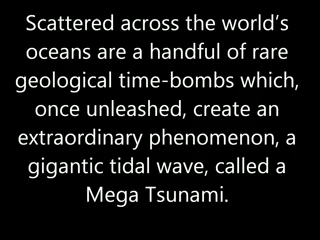 Scattered across the world’s
oceans are a handful of rare
geological time-bombs which,
once unleashed, create an
extraordinary phenomenon, a
gigantic tidal wave, called a
Mega Tsunami.